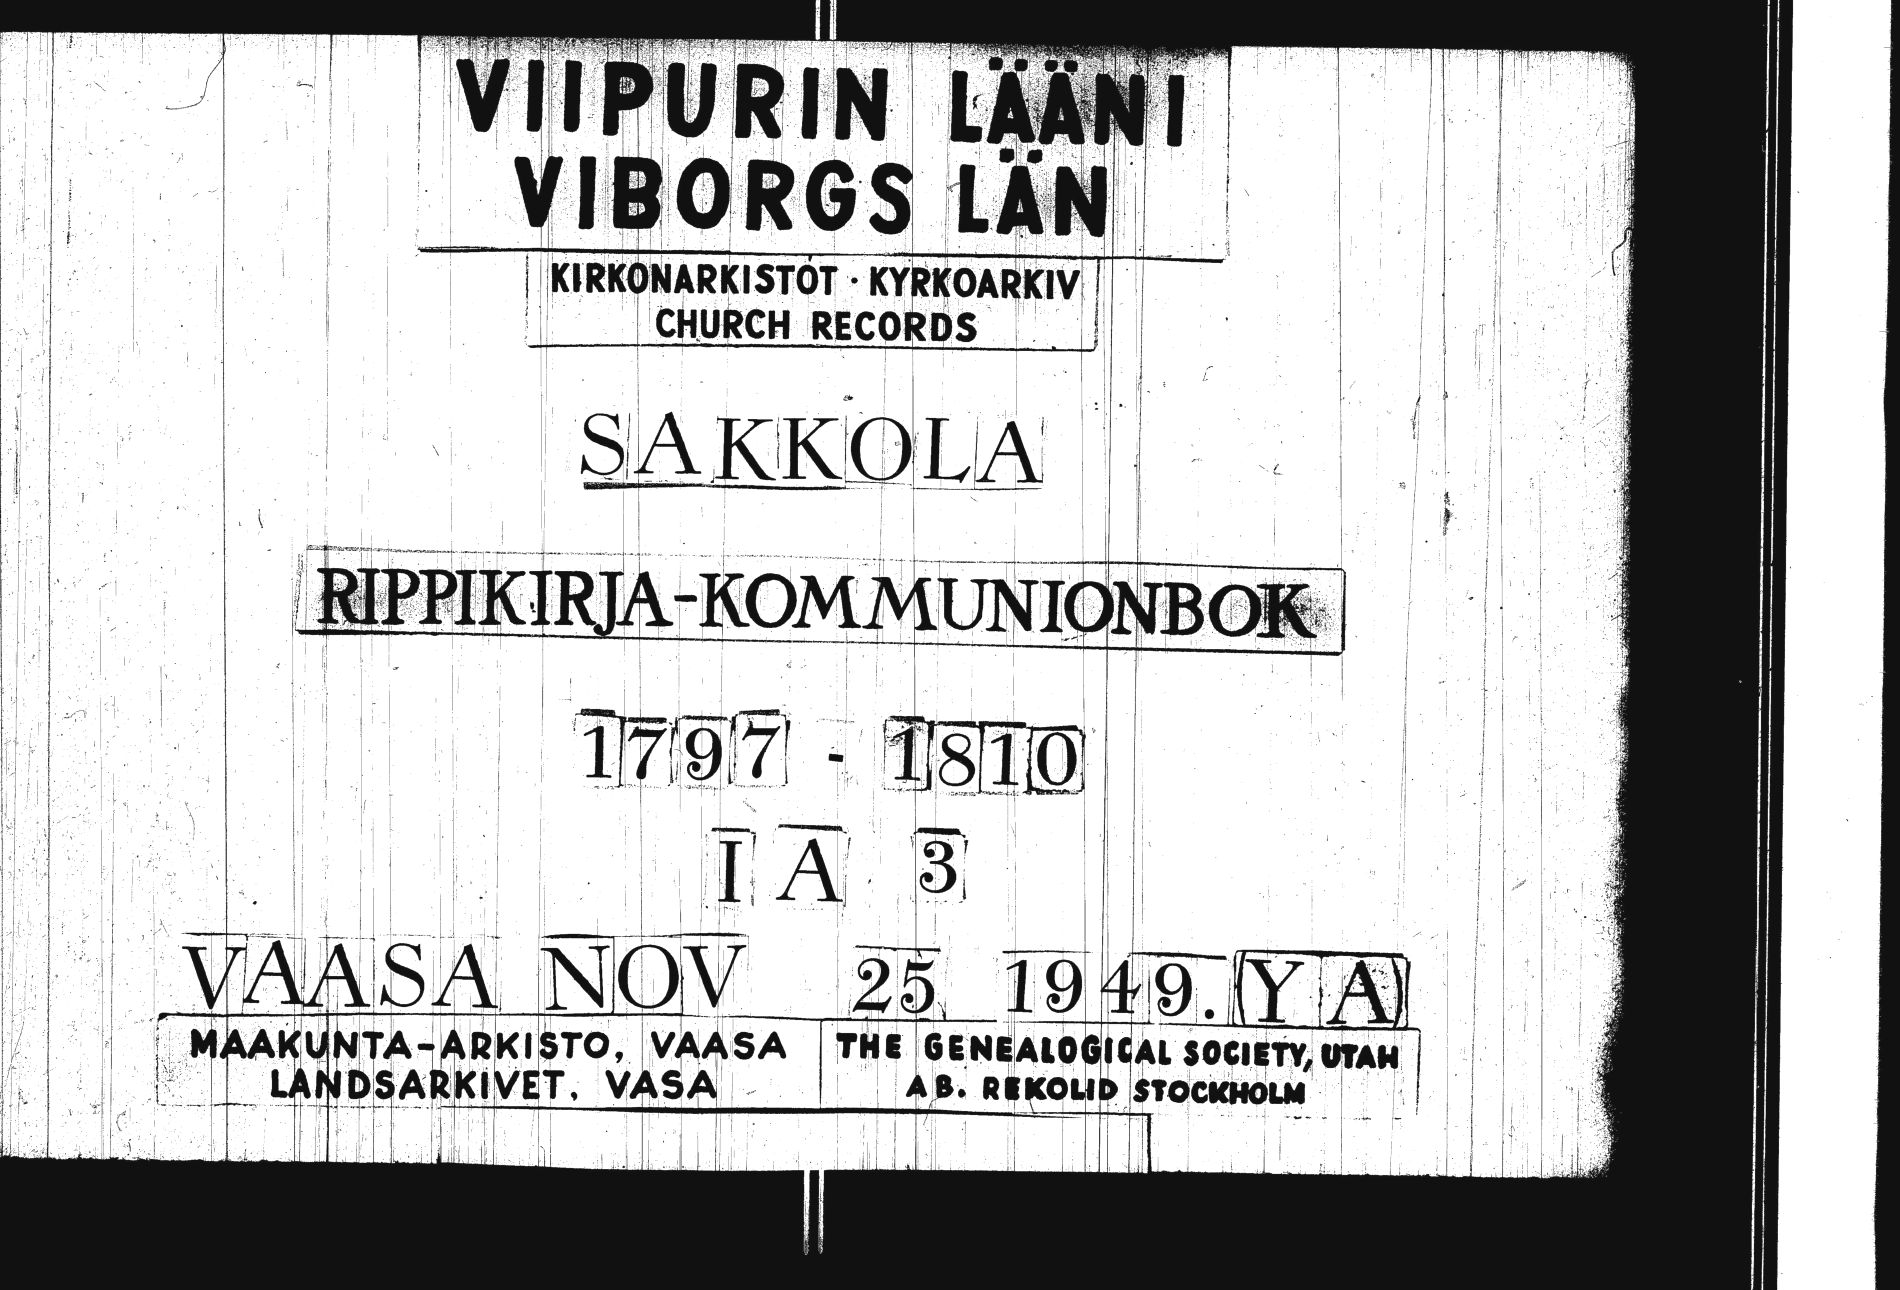 VIIPURIN LÄÄNI
VIBORGS LÄN
KIRKONARKISTOT · KYRKOARKIV
CHURCH RECORDS
SAKKOLA
RIPPIKIRJA-KOMMUNIONBOK
1797 - 1810
I A 3
VAASA NOV 25 1949. (YA)
MAAKUNTA-ARKISTO, VAASA
LANDSARKIVET, VASA
THE GENEALOGICAL SOCIETY, UTAH
AB. REKOLID STOCKHOLM